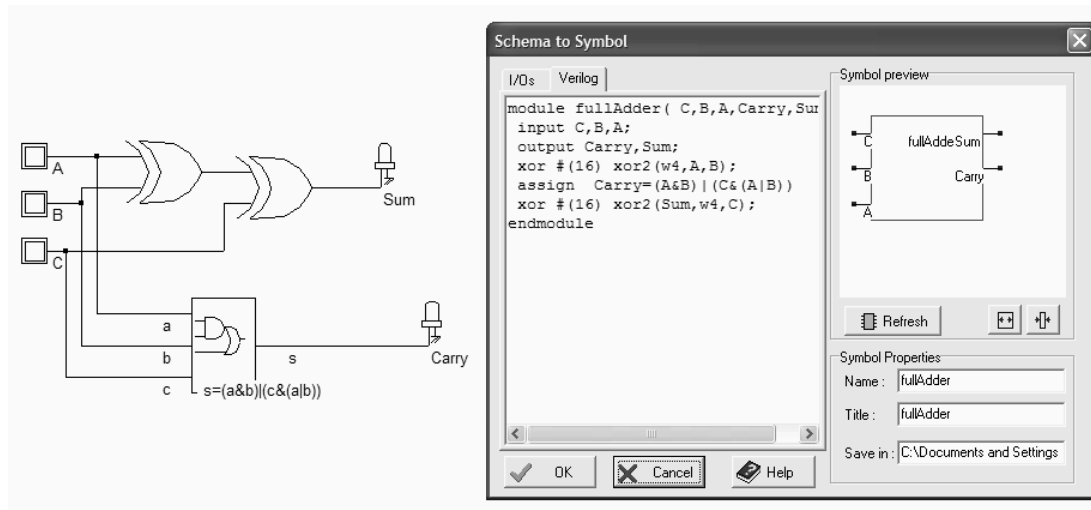 A
B
C
Sum
a
b
c
s
s=(a&b)|(c&(a|b))
Carry
Schema to Symbol
I/Os Verilog
module fullAdder( C,B,A,Carry,Sum
input C,B,A;
output Carry,Sum;
xor #(16) xor2(w4,A,B);
assign  Carry=(A&B)|(C&(A|B))
xor #(16) xor2(Sum,w4,C);
endmodule
OK Cancel Help
Symbol preview
C fullAddeSum
B Carry
A
Refresh
Symbol Properties
Name : fullAdder
Title : fullAdder
Save in : C:\Documents and Settings